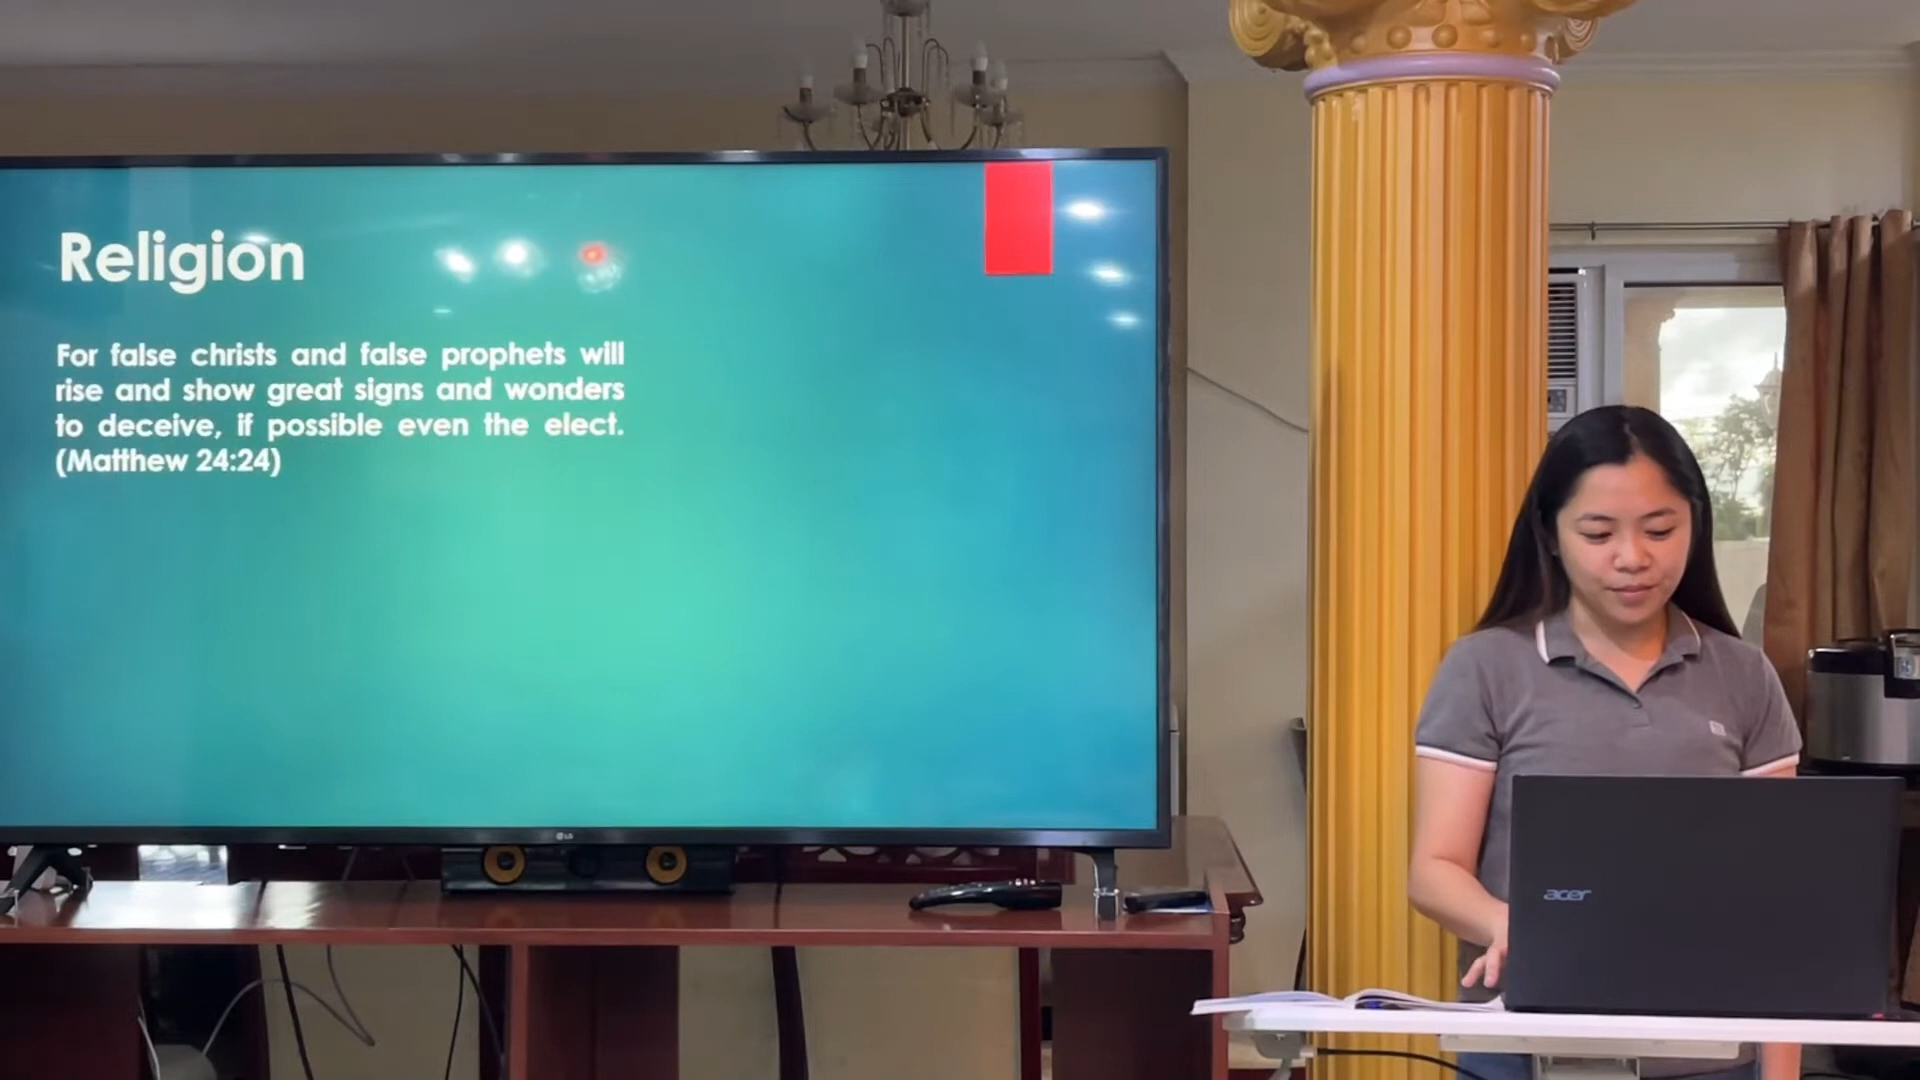 Religion
For false christs and false prophets will
rise and show great signs and wonders
to deceive, if possible even the elect.
(Matthew 24:24)
LG
acer